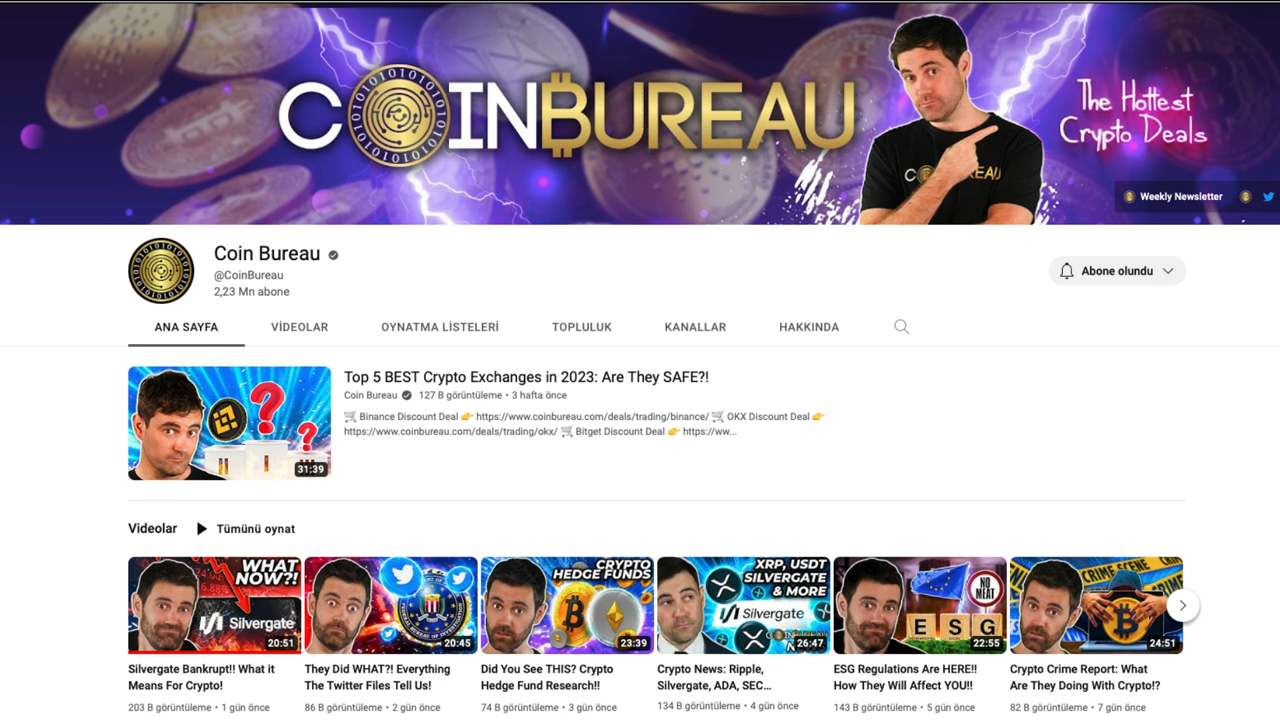 COINBUREAU
The Hottest
Crypto Deals
COINBUREAU
Weekly Newsletter
Coin Bureau
@CoinBureau
2,23 Mn abone
Abone olundu
ANA SAYFA
VİDEOLAR
OYNATMA LİSTELERİ
TOPLULUK
KANALLAR
HAKKINDA
31:39
Top 5 BEST Crypto Exchanges in 2023: Are They SAFE?!
Coin Bureau 127 B görüntüleme • 3 hafta önce
🛒 Binance Discount Deal 👉 https://www.coinbureau.com/deals/trading/binance/ 🛒 OKX Discount Deal 👉
https://www.coinbureau.com/deals/trading/okx/ 🛒 Bitget Discount Deal 👉 https://ww...
Videolar
Tümünü oynat
WHAT
NOW?!
Silvergate
20:51
Silvergate Bankrupt!! What it
Means For Crypto!
203 B görüntüleme • 1 gün önce
20:45
They Did WHAT?! Everything
The Twitter Files Tell Us!
86 B görüntüleme • 2 gün önce
CRYPTO
HEDGE FUNDS
23:39
Did You See THIS? Crypto
Hedge Fund Research!!
74 B görüntüleme • 3 gün önce
XRP, USDT
SILVERGATE
& MORE
Silvergate
26:47
Crypto News: Ripple,
Silvergate, ADA, SEC...
134 B görüntüleme • 4 gün önce
NO
MEAT
ESG
22:55
ESG Regulations Are HERE!!
How They Will Affect YOU!!
143 B görüntüleme • 5 gün önce
CRIME SCENE
CRIME
24:51
Crypto Crime Report: What
Are They Doing With Crypto!?
82 B görüntüleme • 7 gün önce